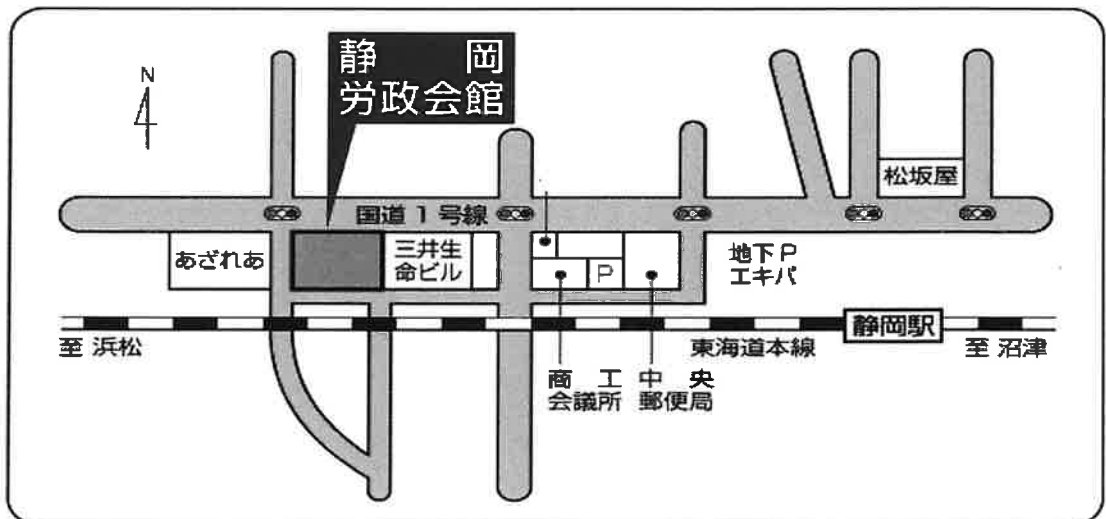 N
静岡
労政会館
松坂屋
国道1号線
あざれあ
三井生
命ビル
P
地下P
エキパ
静岡駅
至 浜松
東海道本線
至 沼津
商工
会議所
中央
郵便局